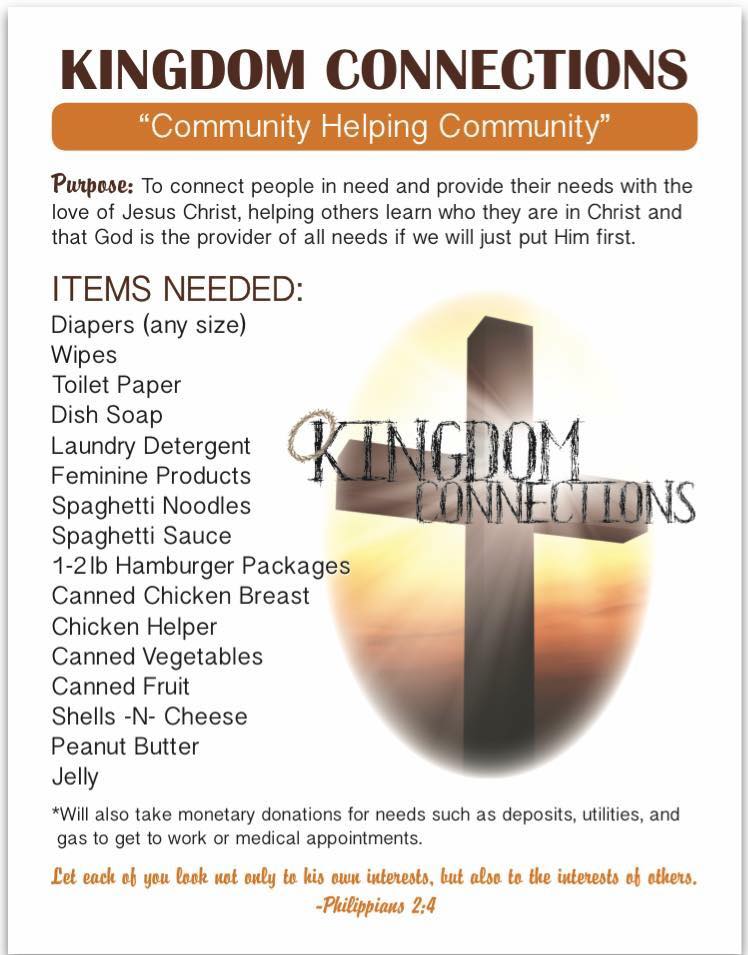 KINGDOM CONNECTIONS
“Community Helping Community”
Purpose: To connect people in need and provide their needs with the
love of Jesus Christ, helping others learn who they are in Christ and
that God is the provider of all needs if we will just put Him first.
ITEMS NEEDED:
Diapers (any size)
Wipes
Toilet Paper
Dish Soap
Laundry Detergent
Feminine Products
Spaghetti Noodles
Spaghetti Sauce
1-2lb Hamburger Packages
Canned Chicken Breast
Chicken Helper
Canned Vegetables
Canned Fruit
Shells -N- Cheese
Peanut Butter
Jelly
KINGDOM
CONNECTIONS
*Will also take monetary donations for needs such as deposits, utilities, and
gas to get to work or medical appointments.
Let each of you look not only to his own interests, but also to the interests of others.
-Philippians 2:4